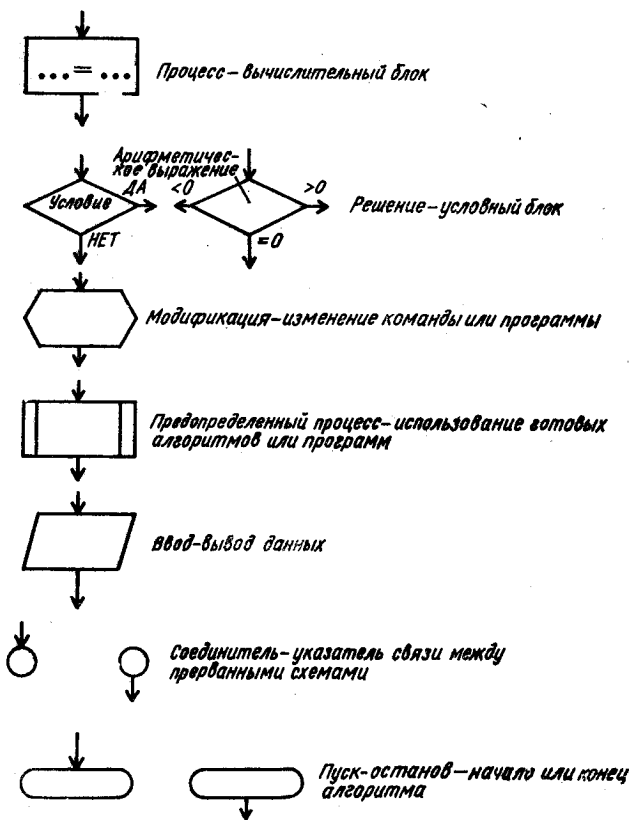 ... = ...
Процесс – вычислительный блок
Арифметичес-
кое выражение
Условие
ДА
НЕТ
<0
>0
=0
Решение – условный блок
Модификация – изменение команды или программы
Предопределенный процесс – использование готовых
алгоритмов или программ
Ввод-вывод данных
Соединитель – указатель связи между
прерванными схемами
Пуск-останов – начало или конец
алгоритма